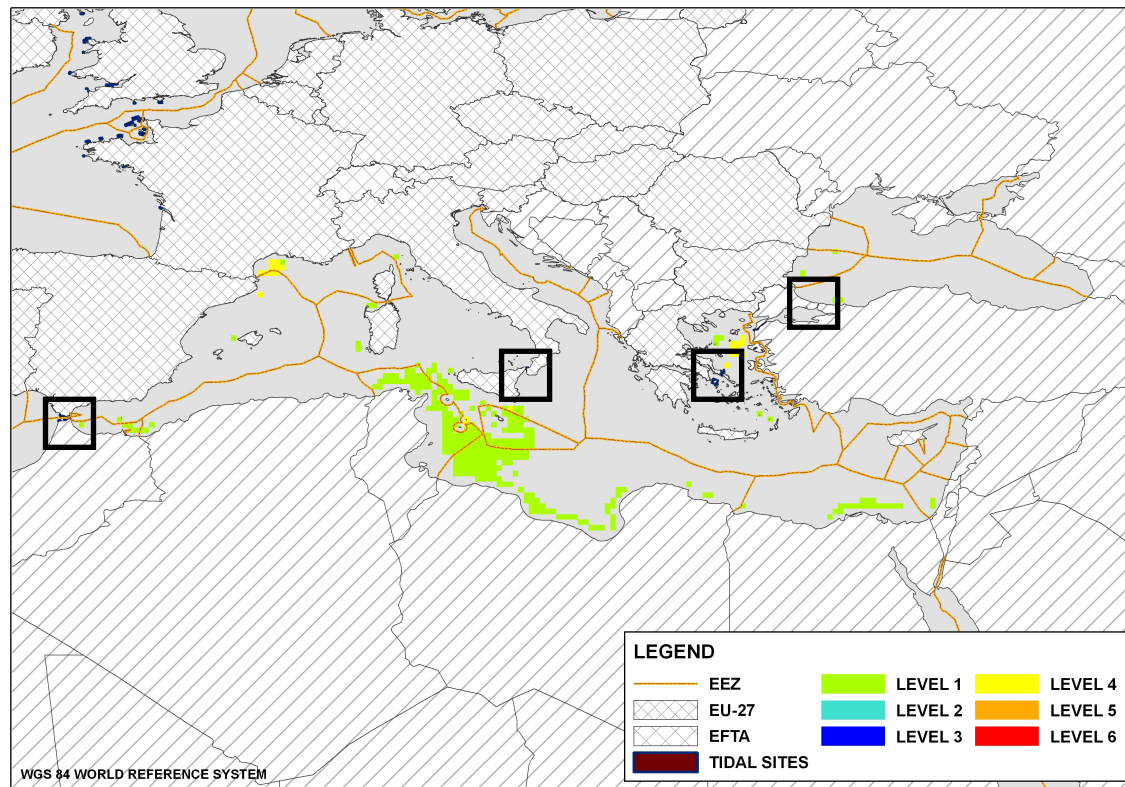 LEGEND
EEZ
EU-27
EFTA
TIDAL SITES
LEVEL 1
LEVEL 2
LEVEL 3
LEVEL 4
LEVEL 5
LEVEL 6
WGS 84 WORLD REFERENCE SYSTEM